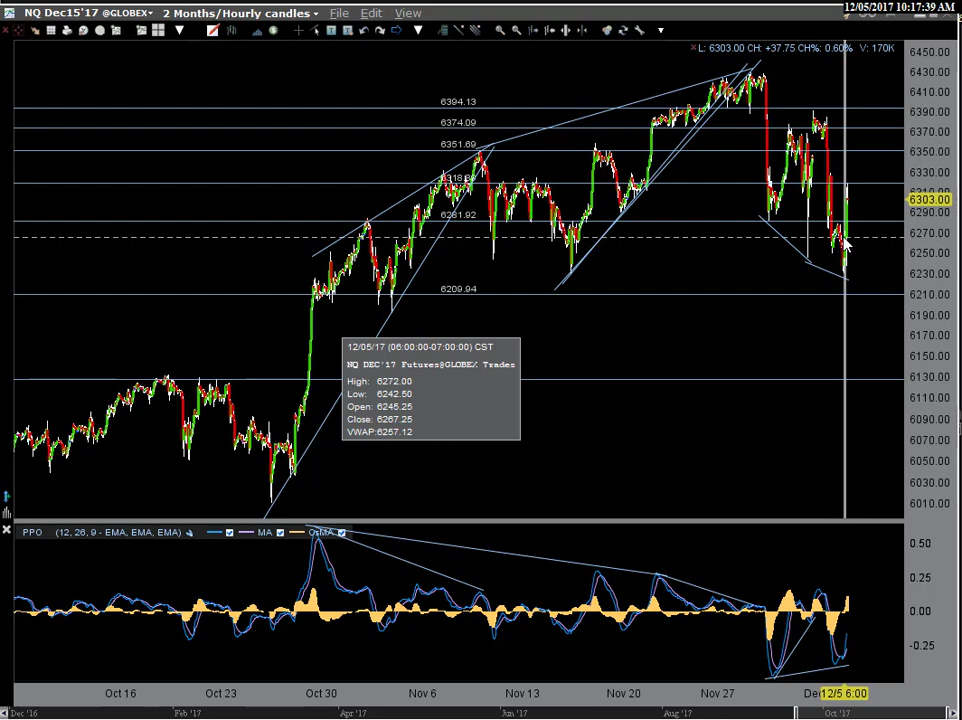 12/05/2017 10:17:39 AM
NQ Dec15'17 @GLOBEX 2 Months/Hourly candles File Edit View
L: 6303.00 CH: +37.75 CH%: 0.60% V: 170K
6450.00
6430.00
6410.00
6390.00
6370.00
6350.00
6330.00
6303.00
6290.00
6270.00
6250.00
6230.00
6210.00
6190.00
6170.00
6150.00
6130.00
6110.00
6090.00
6070.00
6050.00
6030.00
6010.00
6394.13
6374.09
6351.69
6281.92
6209.94
12/05/17 (06:00:00-07:00:00) CST
NQ DEC'17 Futures@GLOBEX Trades
High: 6272.00
Low: 6242.50
Open: 6245.25
Close: 6267.25
VWAP:6257.12
PPO (12, 26, 9 - EMA, EMA, EMA) MA OsMA
0.50
0.25
0.00
-0.25
Oct 16 Oct 23 Oct 30 Nov 6 Nov 13 Nov 20 Nov 27 De 12/5 6:00
Dec '16 Feb '17 Apr '17 Jun '17 Aug '17 Oct '17